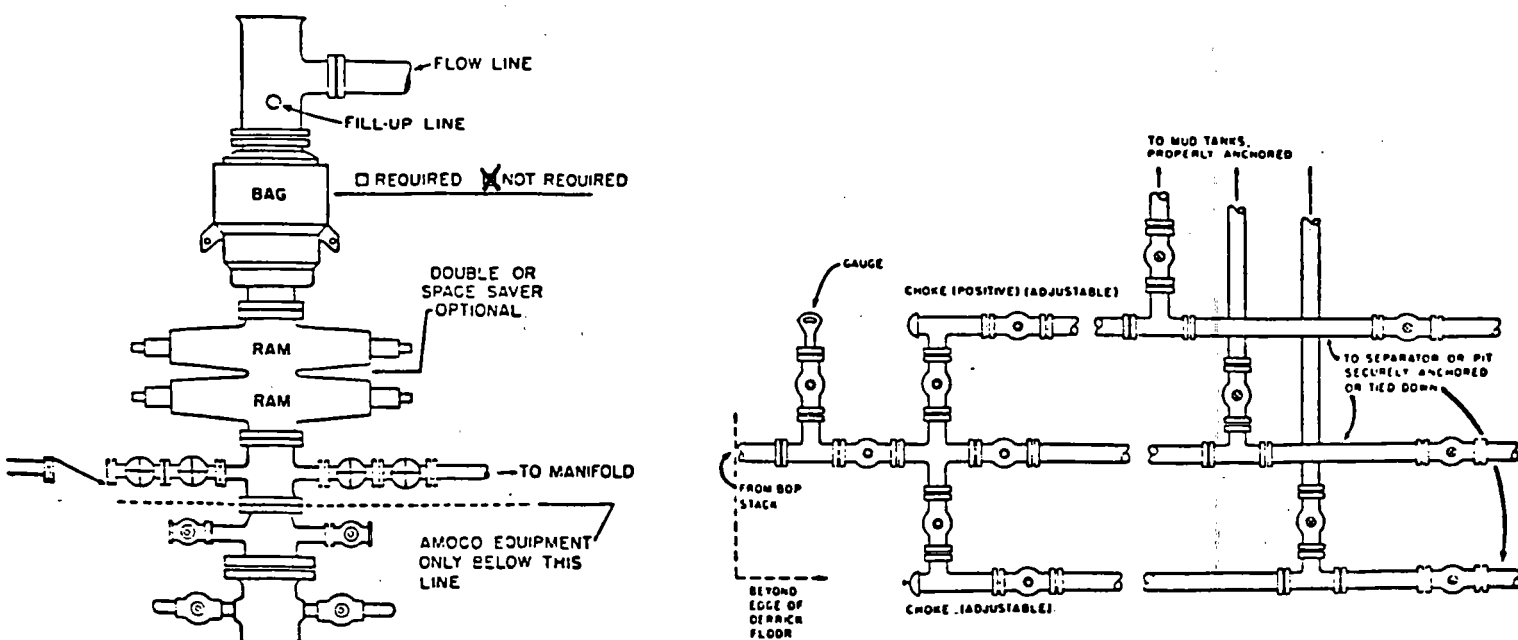 FLOW LINE
FILL-UP LINE
BAG
REQUIRED NOT REQUIRED
DOUBLE OR
SPACE SAVER
OPTIONAL
RAM
RAM
TO MANIFOLD
AMOCO EQUIPMENT
ONLY BELOW THIS
LINE
TO MUD TANKS,
PROPERLY ANCHORED
GAUGE
CHOKE (POSITIVE) (ADJUSTABLE)
TO SEPARATOR OR PIT
SECURELY ANCHORED
OR TIED DOWN
FROM BOP
STACK
BEYOND
EDGE OF
DERRICK
FLOOR
CHOKE (ADJUSTABLE).